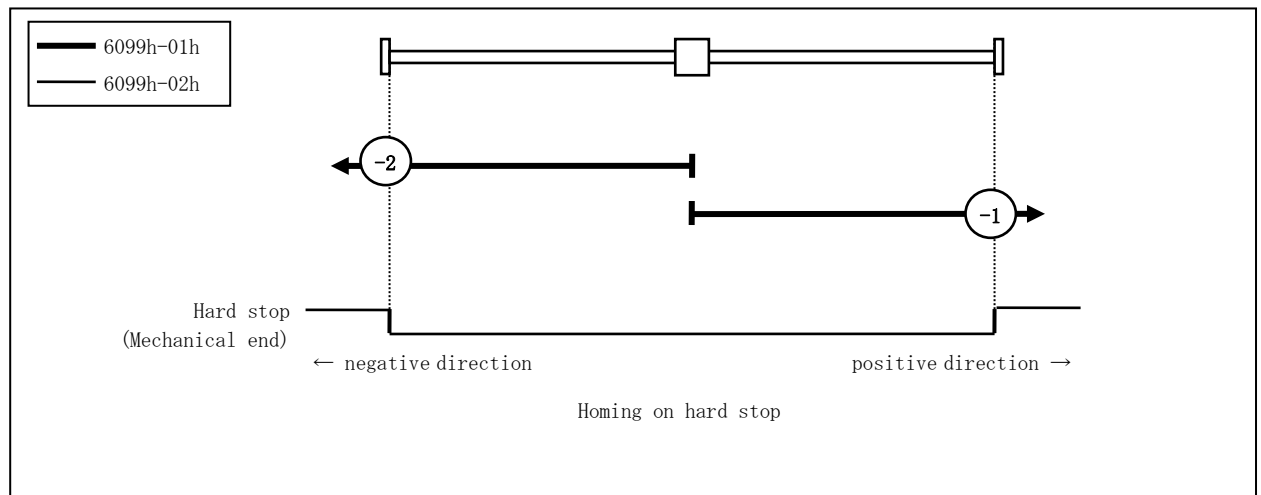 6099h-01h
6099h-02h
-2
-1
Hard stop
(Mechanical end)
← negative direction
positive direction →
Homing on hard stop